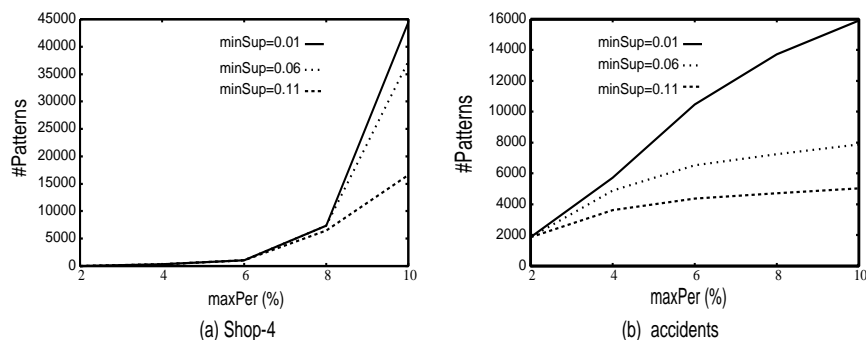 45000
40000
35000
30000
25000
20000
15000
10000
5000
0
#Patterns
minSup=0.01
minSup=0.06
minSup=0.11
2 4 6 8 10
maxPer (%)
(a) Shop-4
16000
14000
12000
10000
8000
6000
4000
2000
0
#Patterns
minSup=0.01
minSup=0.06
minSup=0.11
2 4 6 8 10
maxPer (%)
(b) accidents